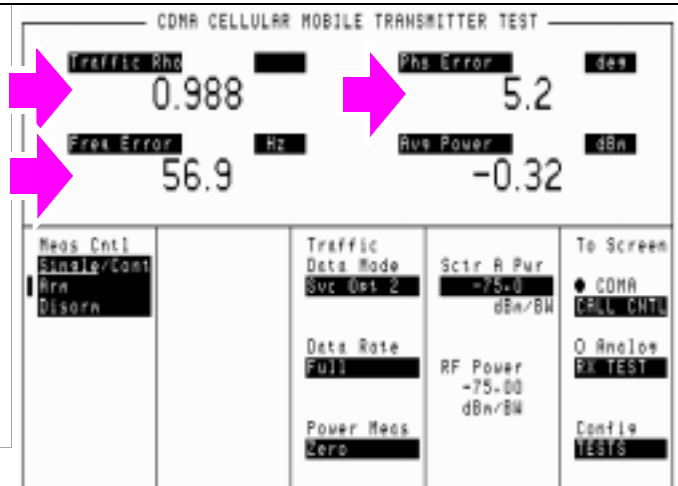 CDMA CELLULAR MOBILE TRANSMITTER TEST
Traffic Rho
0.988
Phs Error deg
5.2
Freq Error Hz
56.9
Avg Power dBm
-0.32
Meas Cntl
Single/Cont
Arm
Disarm
Traffic
Data Mode
Svc Opt 2
Data Rate
Full
Power Meas
Zero
Sctr A Pwr
-75.0
dBm/BW
RF Power
-75.00
dBm/BW
To Screen
CDMA
CALL CNTL
Analog
RX TEST
Config
TESTS